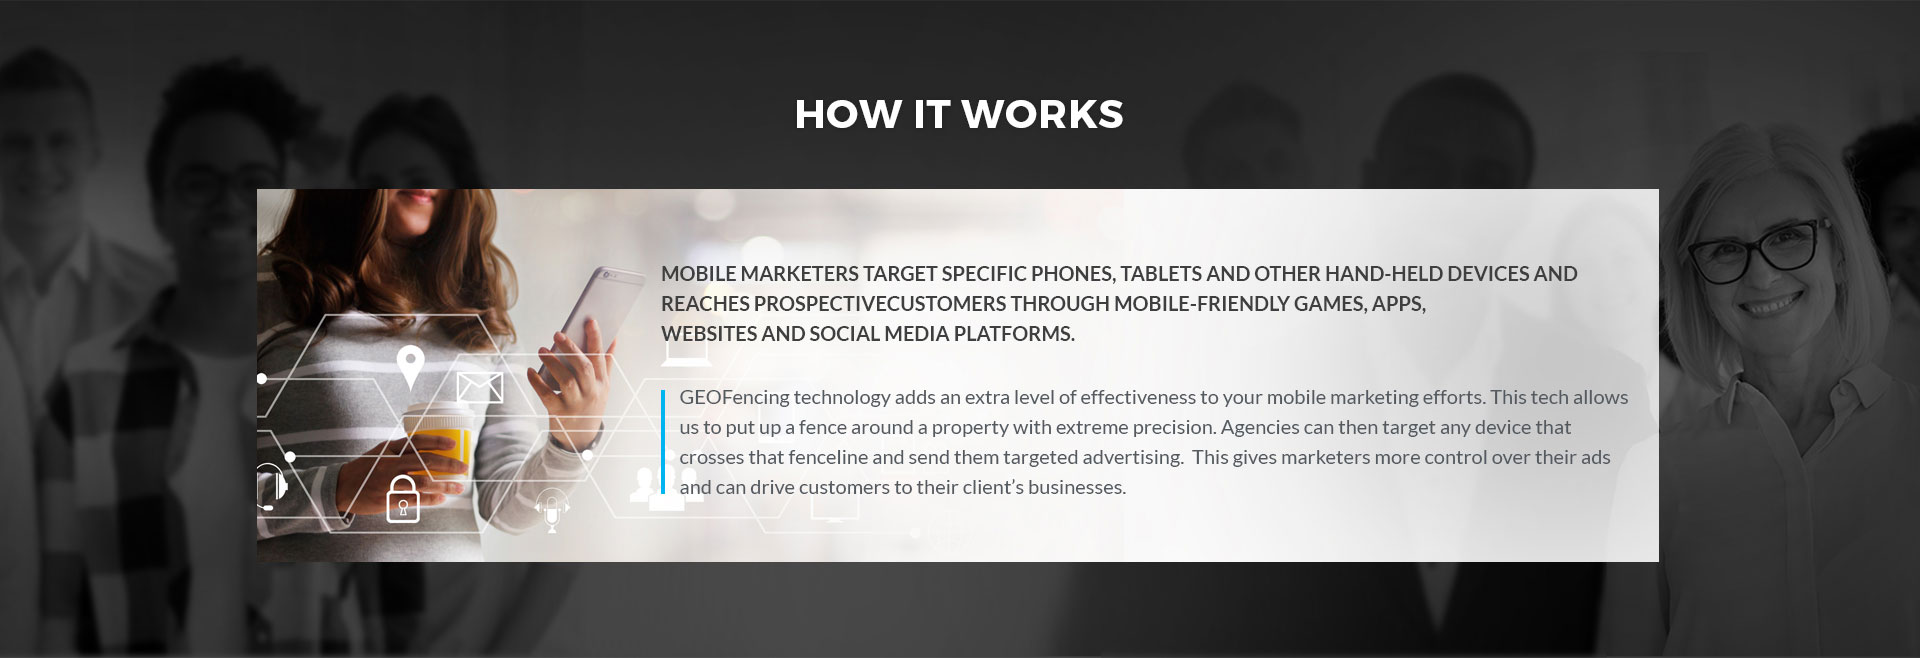 HOW IT WORKS
MOBILE MARKETERS TARGET SPECIFIC PHONES, TABLETS AND OTHER HAND-HELD DEVICES AND
REACHES PROSPECTIVECUSTOMERS THROUGH MOBILE-FRIENDLY GAMES, APPS,
WEBSITES AND SOCIAL MEDIA PLATFORMS.
GEOFencing technology adds an extra level of effectiveness to your mobile marketing efforts. This tech allows
us to put up a fence around a property with extreme precision. Agencies can then target any device that
crosses that fenceline and send them targeted advertising.  This gives marketers more control over their ads
and can drive customers to their client’s businesses.